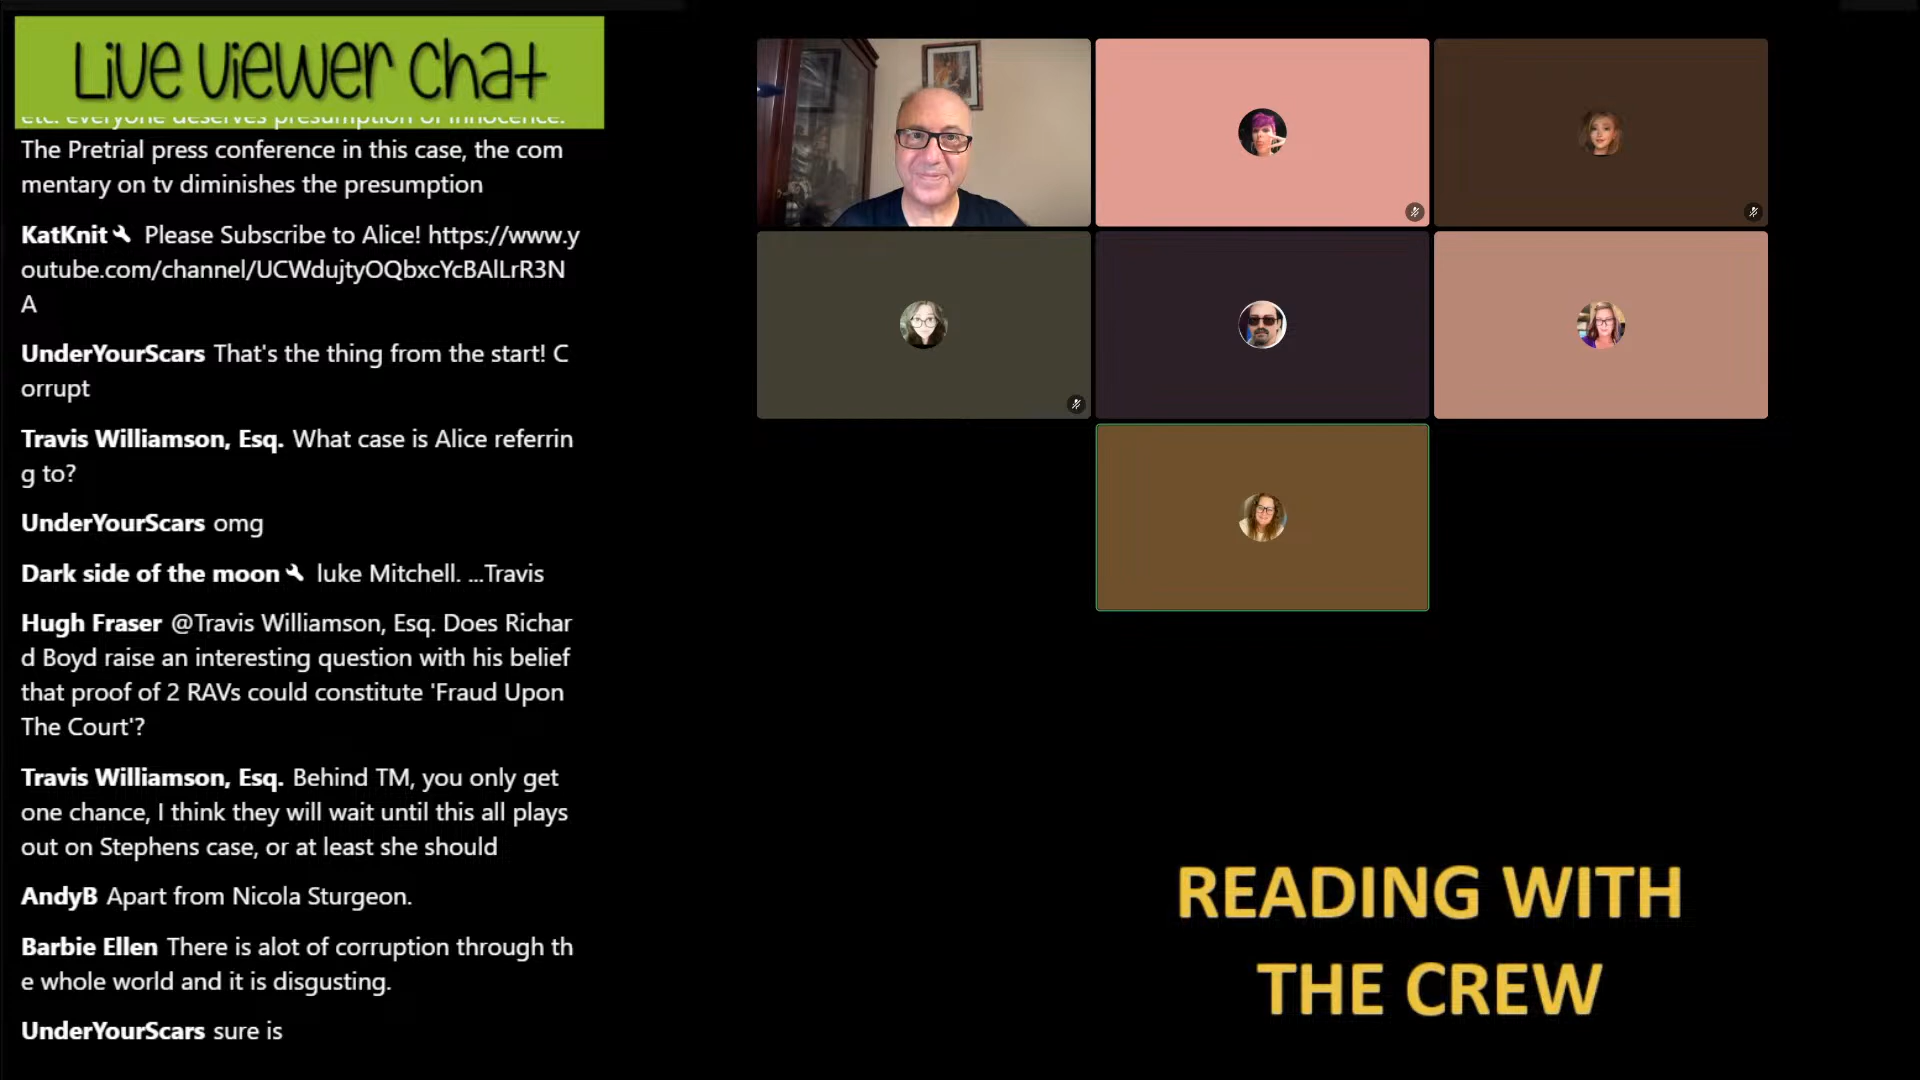 Live Viewer Chat
etc. everyone deserves presumption of innocence.
The Pretrial press conference in this case, the com
mentary on tv diminishes the presumption
KatKnit Please Subscribe to Alice! https://www.y
outube.com/channel/UCWdujtyOQbxcYcBAlLrR3N
A
UnderYourScars That's the thing from the start! C
orrupt
Travis Williamson, Esq. What case is Alice referrin
g to?
UnderYourScars omg
Dark side of the moon luke Mitchell. ...Travis
Hugh Fraser @Travis Williamson, Esq. Does Richar
d Boyd raise an interesting question with his belief
that proof of 2 RAVs could constitute 'Fraud Upon
The Court'?
Travis Williamson, Esq. Behind TM, you only get
one chance, I think they will wait until this all plays
out on Stephens case, or at least she should
AndyB Apart from Nicola Sturgeon.
Barbie Ellen There is alot of corruption through th
e whole world and it is disgusting.
UnderYourScars sure is
READING WITH
THE CREW